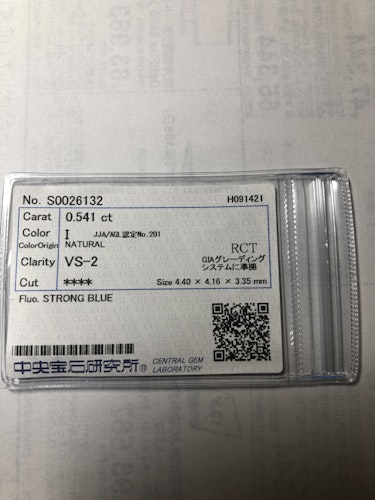 No. S0026132 H091421
Carat 0.541 ct
Color I JJA/AGL認定No.201
ColorOrigin NATURAL
RCT
Clarity VS-2 GIAグレーディング
システムに準拠
Cut **** Size 4.40 × 4.16 × 3.35 mm
Fluo. STRONG BLUE
中央宝石研究所® CENTRAL GEM
LABORATORY